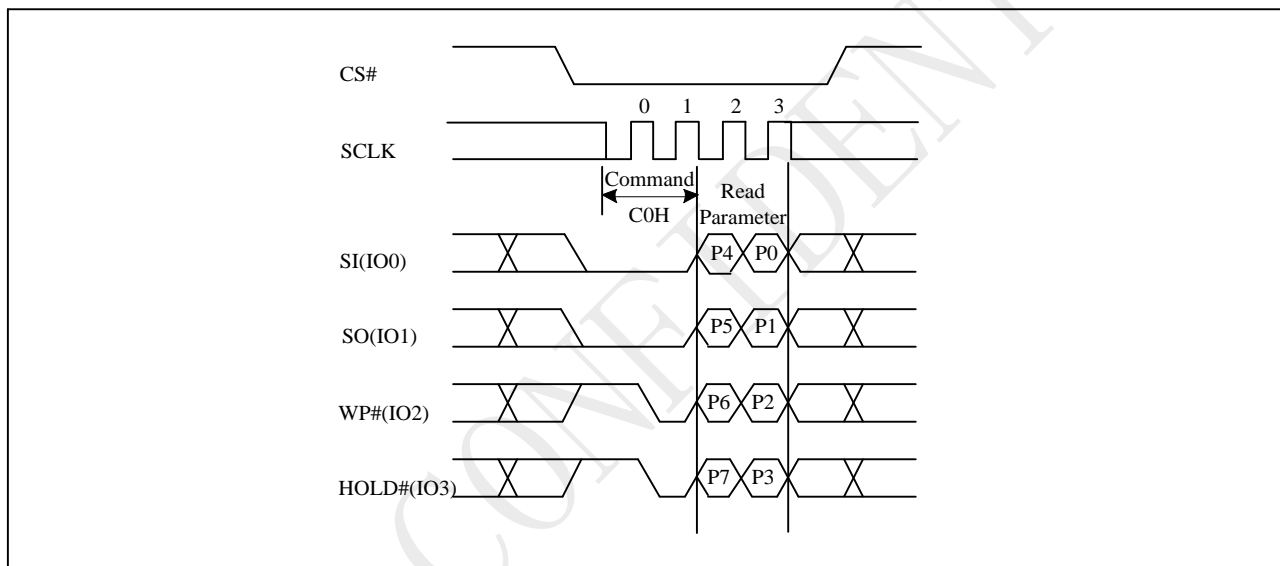 CS#
0 1 2 3
SCLK
Command
C0H
Read
Parameter
SI(IO0)
P4 P0
SO(IO1)
P5 P1
WP#(IO2)
P6 P2
HOLD#(IO3)
P7 P3
CONFIDENT